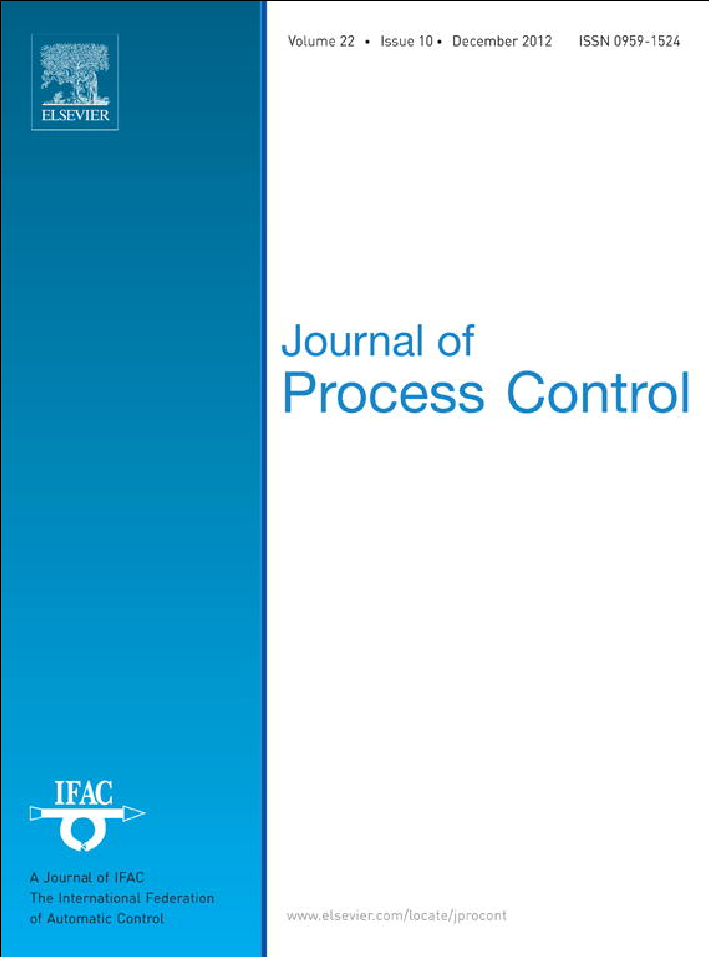 Volume 22 • Issue 10 • December 2012 ISSN 0959-1524
ELSEVIER
Journal of
Process Control
IFAC
A Journal of IFAC
The International Federation
of Automatic Control
www.elsevier.com/locate/jprocont